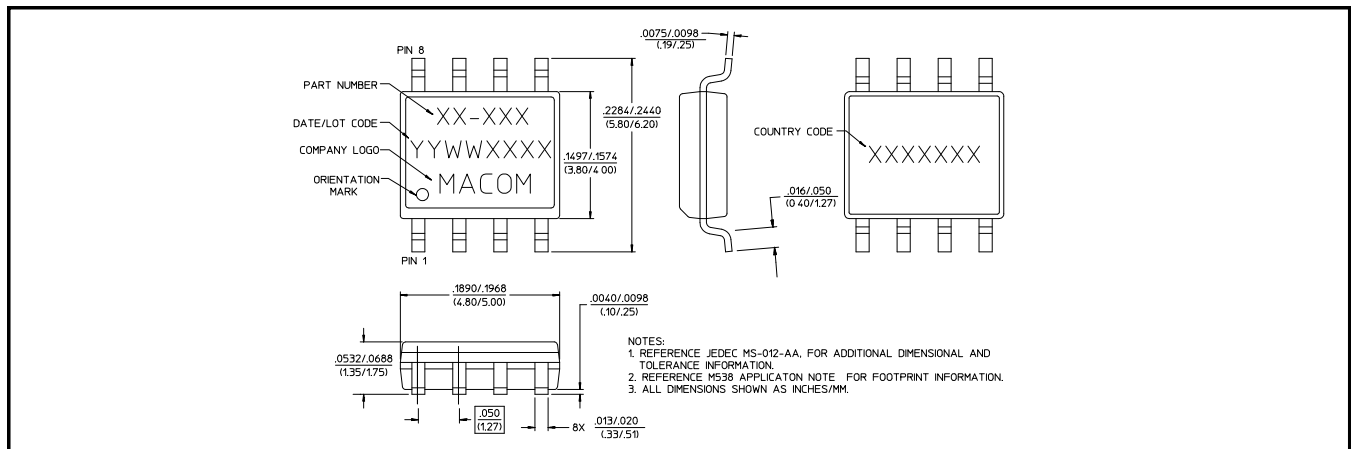 PIN 8
PART NUMBER
XX-XXX
DATE/LOT CODE
YYWWXXXX
COMPANY LOGO
MACOM
ORIENTATION
MARK
PIN 1
.2284/.2440
(5.80/6.20)
.1497/.1574
(3.80/4 00)
.0075/.0098
(.19/.25)
.016/.050
(0 40/1.27)
COUNTRY CODE
XXXXXXX
.1890/.1968
(4.80/5.00)
.0040/.0098
(.10/.25)
.0532/.0688
(1.35/1.75)
.050
(1.27)
8X .013/.020
(.33/.51)
NOTES:
1. REFERENCE JEDEC MS-012-AA, FOR ADDITIONAL DIMENSIONAL AND
TOLERANCE INFORMATION.
2. REFERENCE M538 APPLICATON NOTE FOR FOOTPRINT INFORMATION.
3. ALL DIMENSIONS SHOWN AS INCHES/MM.